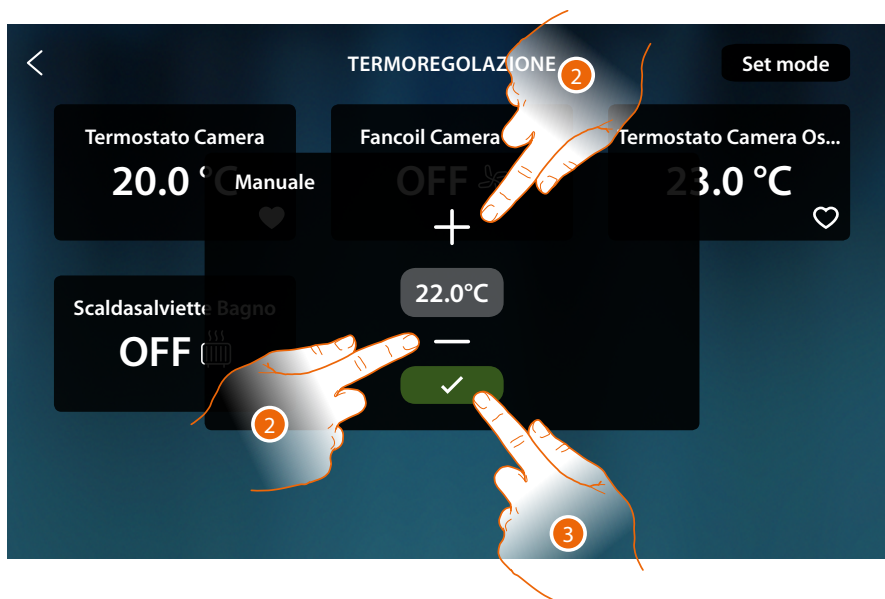 TERMOREGOLAZIONE
Set mode
Termostato Camera
20.0 °C
Fancoil Camera
OFF
Termostato Camera Os...
23.0 °C
Manuale
+
22.0°C
—
Scaldasalviette Bagno
OFF
2
2
3